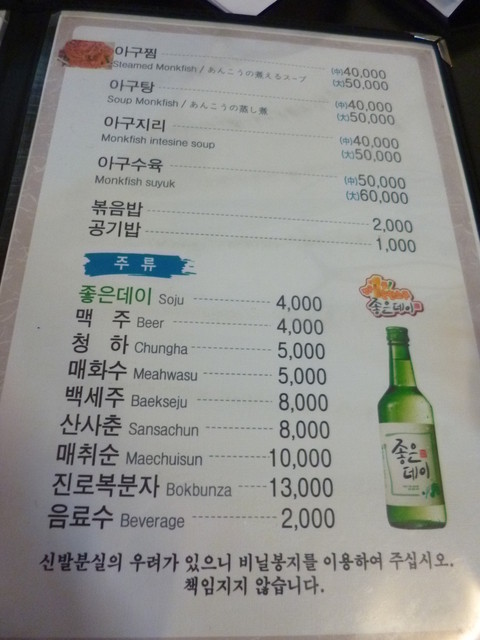 아구찜 (中)40,000
Steamed Monkfish / あんこうの煮えるスープ (大)50,000
아구탕 (中)40,000
Soup Monkfish / あんこうの蒸し煮 (大)50,000
아구지리 (中)40,000
Monkfish intesine soup (大)50,000
아구수육 (中)50,000
Monkfish suyuk (大)60,000
볶음밥 2,000
공기밥 1,000
주 류
좋은데이 Soju 4,000
맥 주 Beer 4,000
청 하 Chungha 5,000
매화수 Meahwasu 5,000
백세주 Baekseju 8,000
산사춘 Sansachun 8,000
매취순 Maechuisun 10,000
진로복분자 Bokbunza 13,000
음료수 Beverage 2,000
좋은데이
좋은데이
신발분실의 우려가 있으니 비닐봉지를 이용하여 주십시오.
책임지지 않습니다.